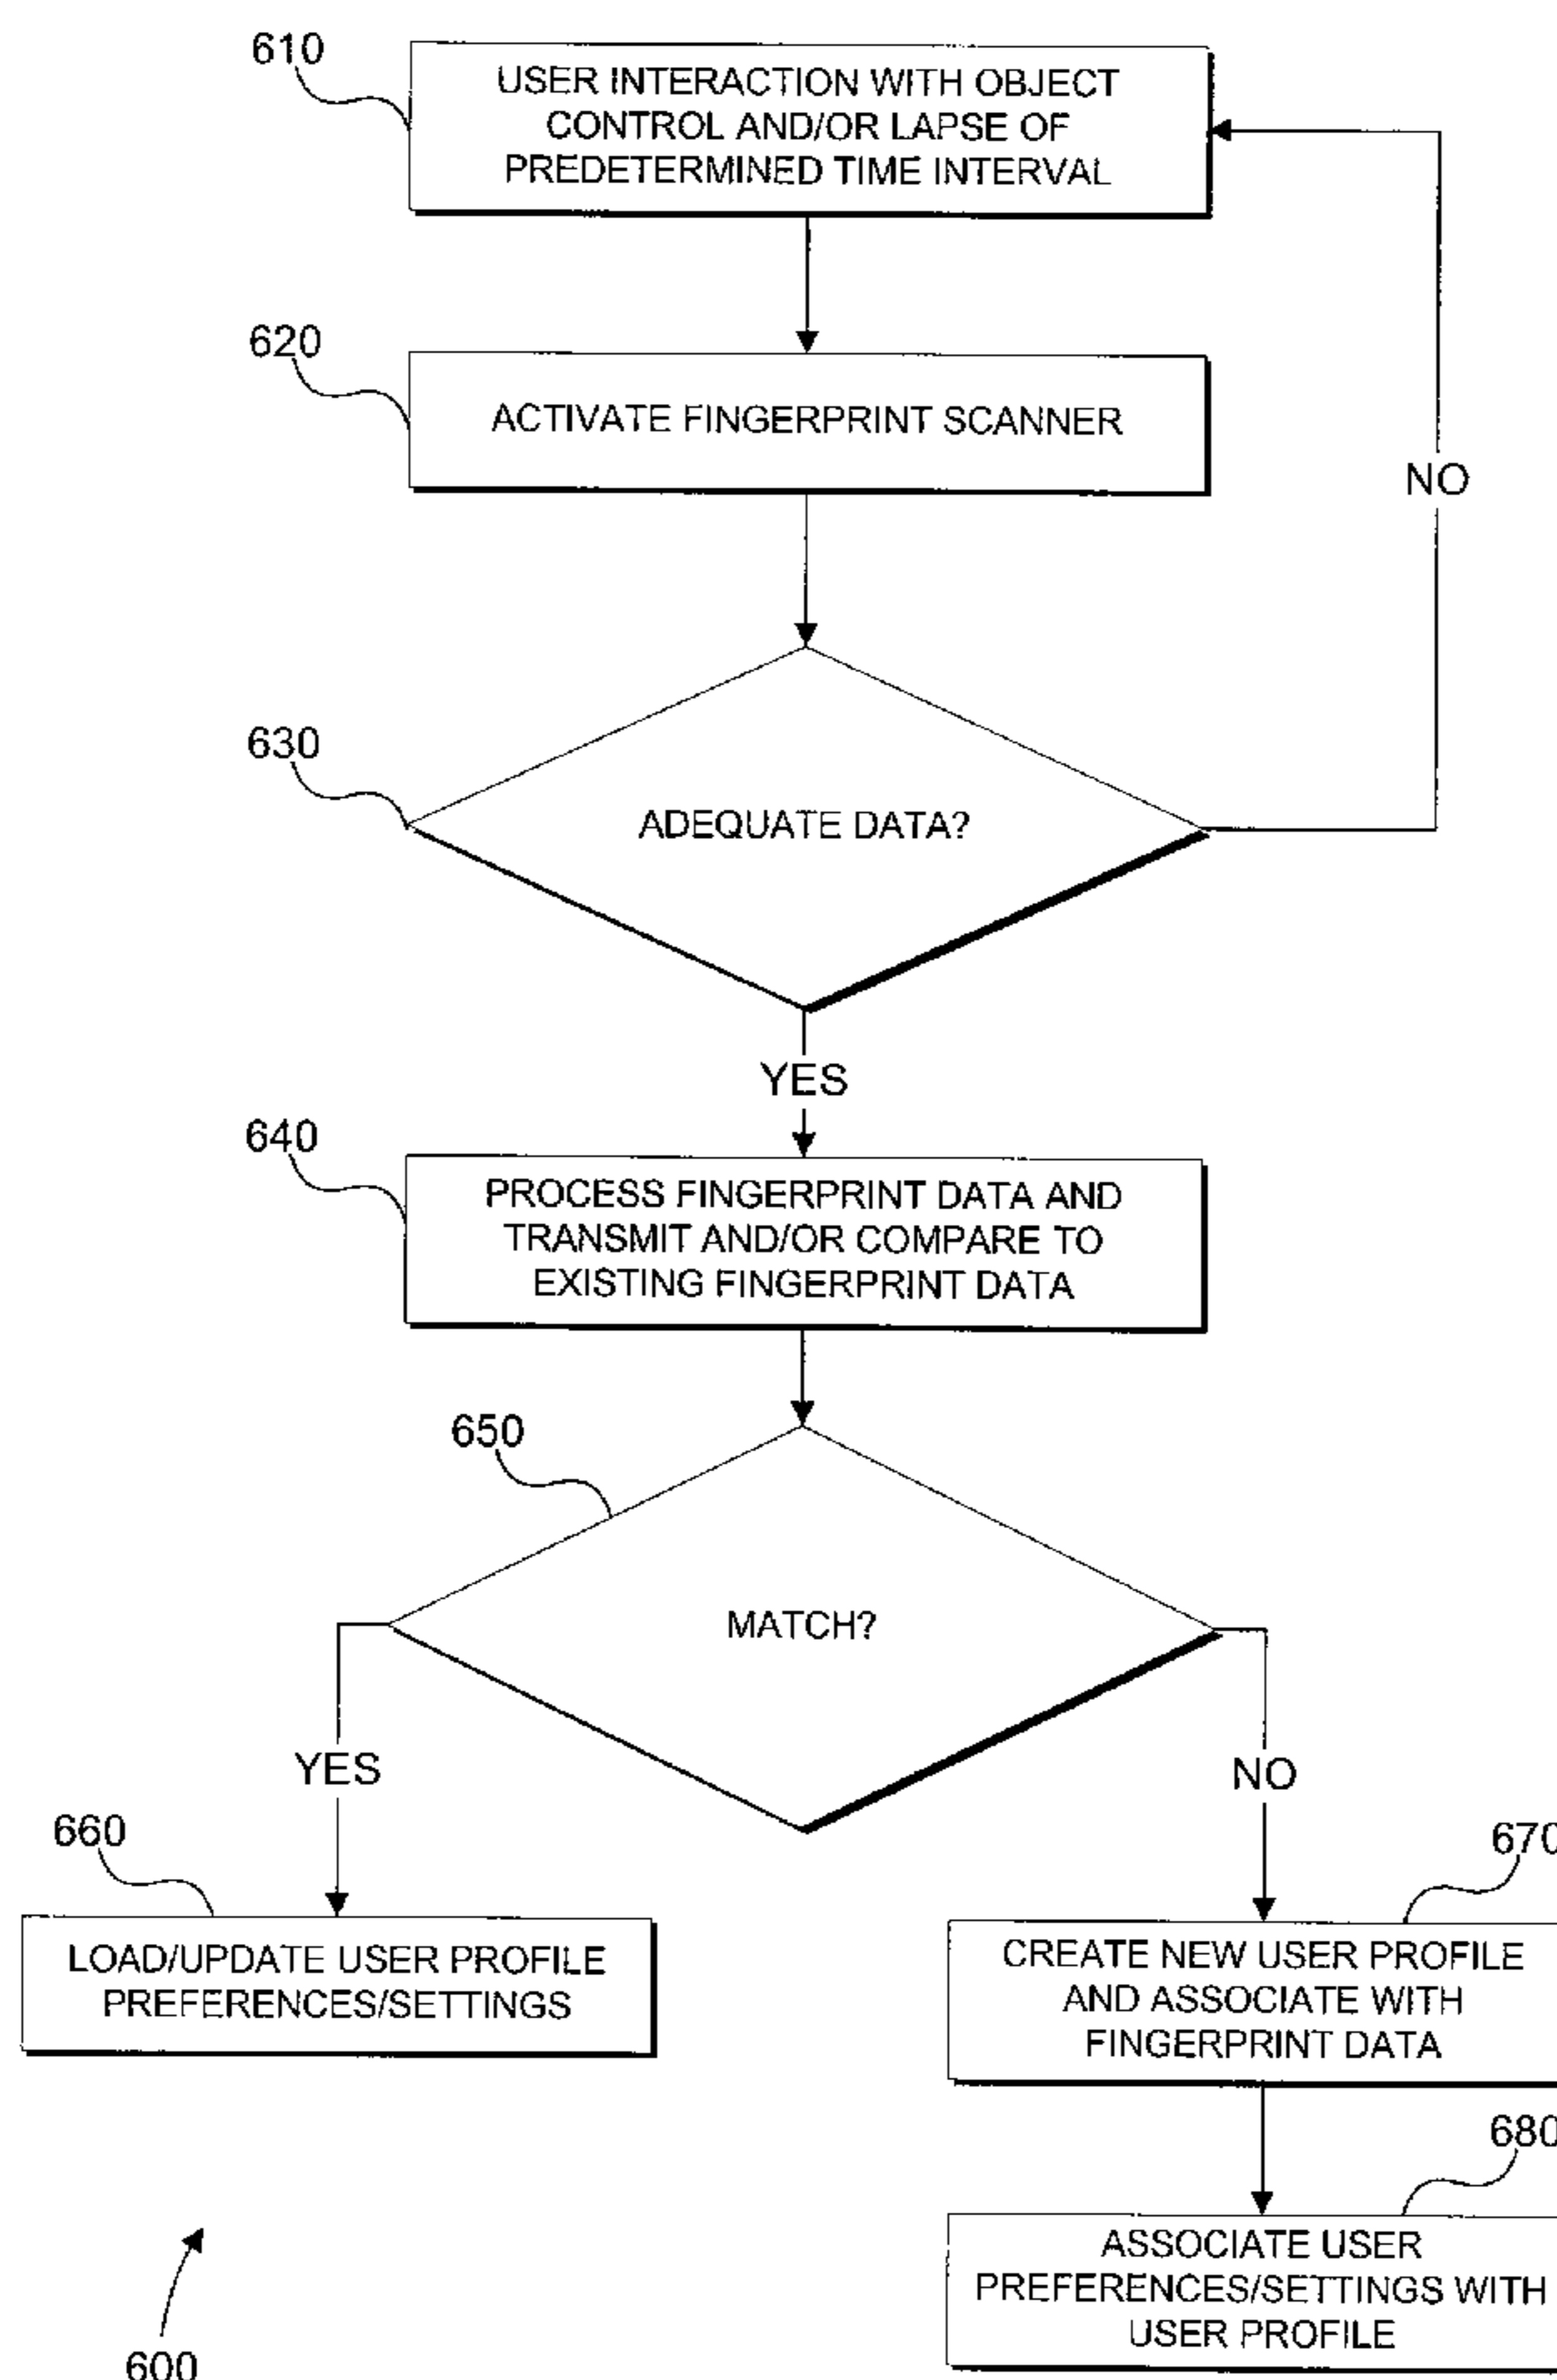 610
USER INTERACTION WITH OBJECT
CONTROL AND/OR LAPSE OF
PREDETERMINED TIME INTERVAL
620
ACTIVATE FINGERPRINT SCANNER
NO
630
ADEQUATE DATA?
YES
640
PROCESS FINGERPRINT DATA AND
TRANSMIT AND/OR COMPARE TO
EXISTING FINGERPRINT DATA
650
MATCH?
YES
NO
660
LOAD/UPDATE USER PROFILE
PREFERENCES/SETTINGS
670
CREATE NEW USER PROFILE
AND ASSOCIATE WITH
FINGERPRINT DATA
680
ASSOCIATE USER
PREFERENCES/SETTINGS WITH
USER PROFILE
600